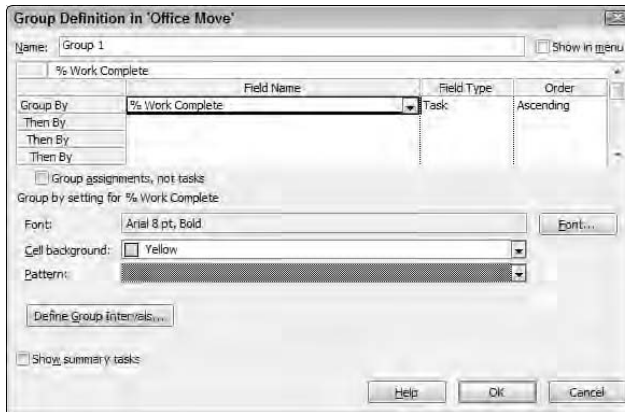 Group Definition in 'Office Move'
Name: Group 1 Show in menu
% Work Complete
Field Name Field Type Order
Group By % Work Complete Task Ascending
Then By
Then By
Then By
Group assignments, not tasks
Group by setting for % Work Complete
Font: Arial 8 pt, Bold Font...
Cell background: Yellow
Pattern:
Define Group Intervals...
Show summary tasks
Help OK Cancel